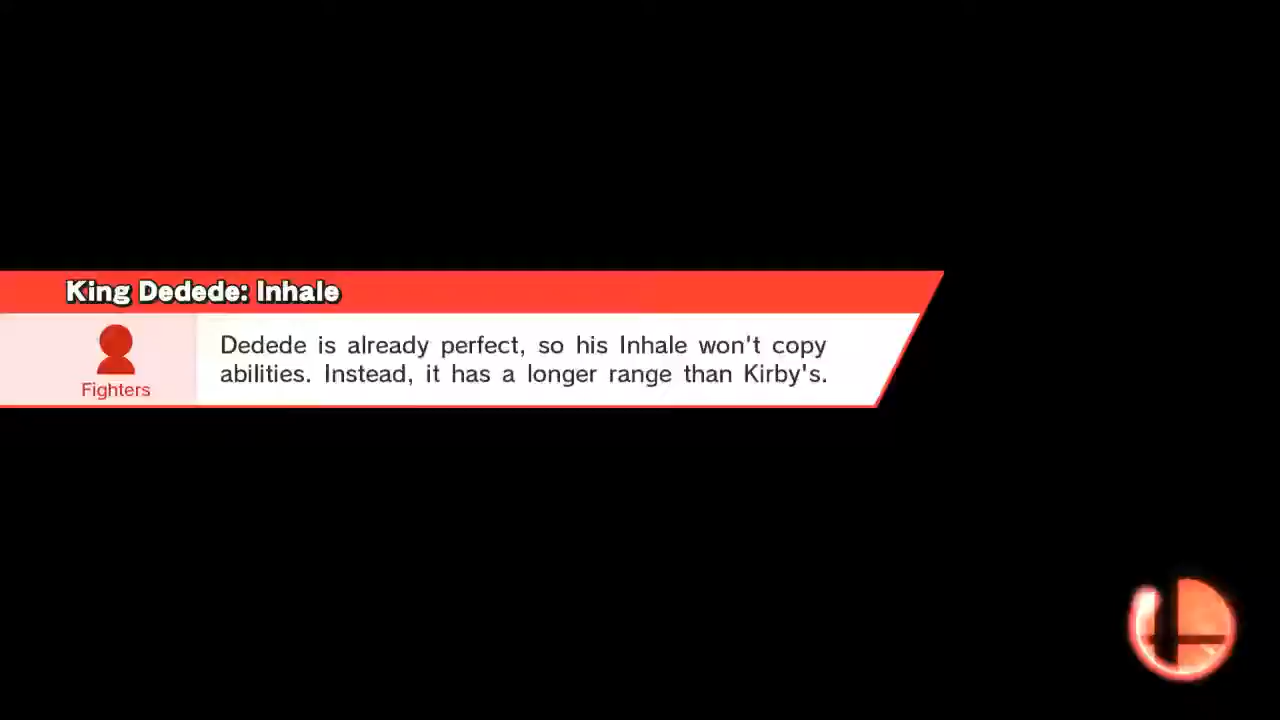 King Dedede: Inhale
Fighters
Dedede is already perfect, so his Inhale won't copy
abilities. Instead, it has a longer range than Kirby's.